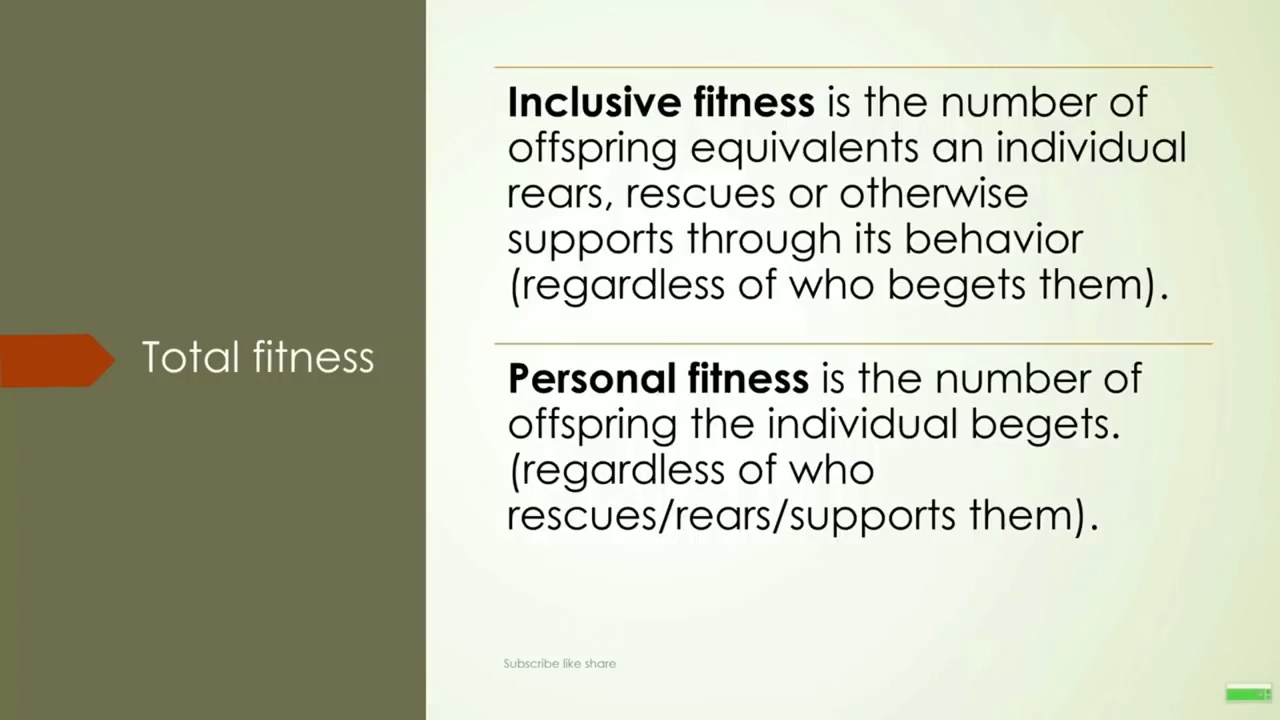 Inclusive fitness is the number of
offspring equivalents an individual
rears, rescues or otherwise
supports through its behavior
(regardless of who begets them).
Total fitness
Personal fitness is the number of
offspring the individual begets.
(regardless of who
rescues/rears/supports them).
Subscribe like share